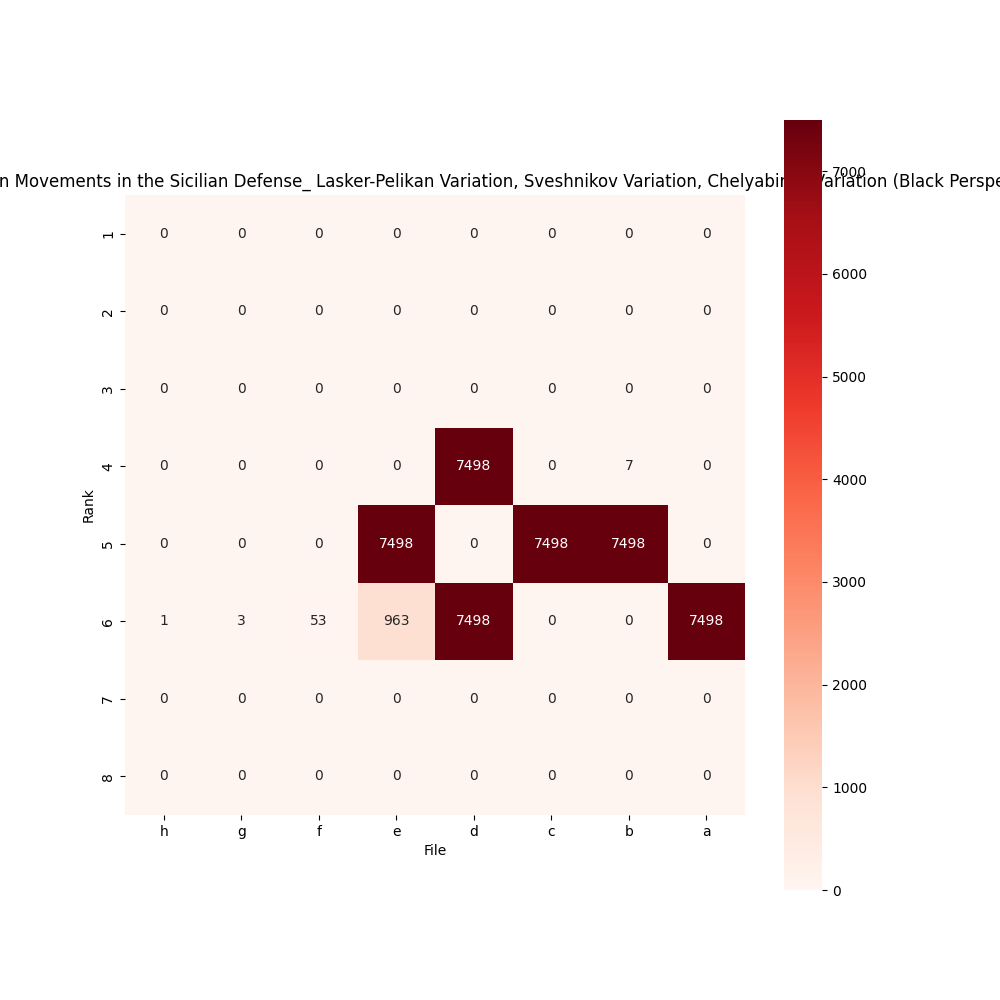 n Movements in the Sicilian Defense_ Lasker-Pelikan Variation, Sveshnikov Variation, Chelyabin Variation (Black Perspe
1 0 0 0 0 0 0 0 0
2 0 0 0 0 0 0 0 0
3 0 0 0 0 0 0 0 0
4 0 0 0 0 7498 0 7 0
5 0 0 0 7498 0 7498 7498 0
6 1 3 53 963 7498 0 0 7498
7 0 0 0 0 0 0 0 0
8 0 0 0 0 0 0 0 0
h g f e d c b a
File
Rank
7000
6000
5000
4000
3000
2000
1000
0